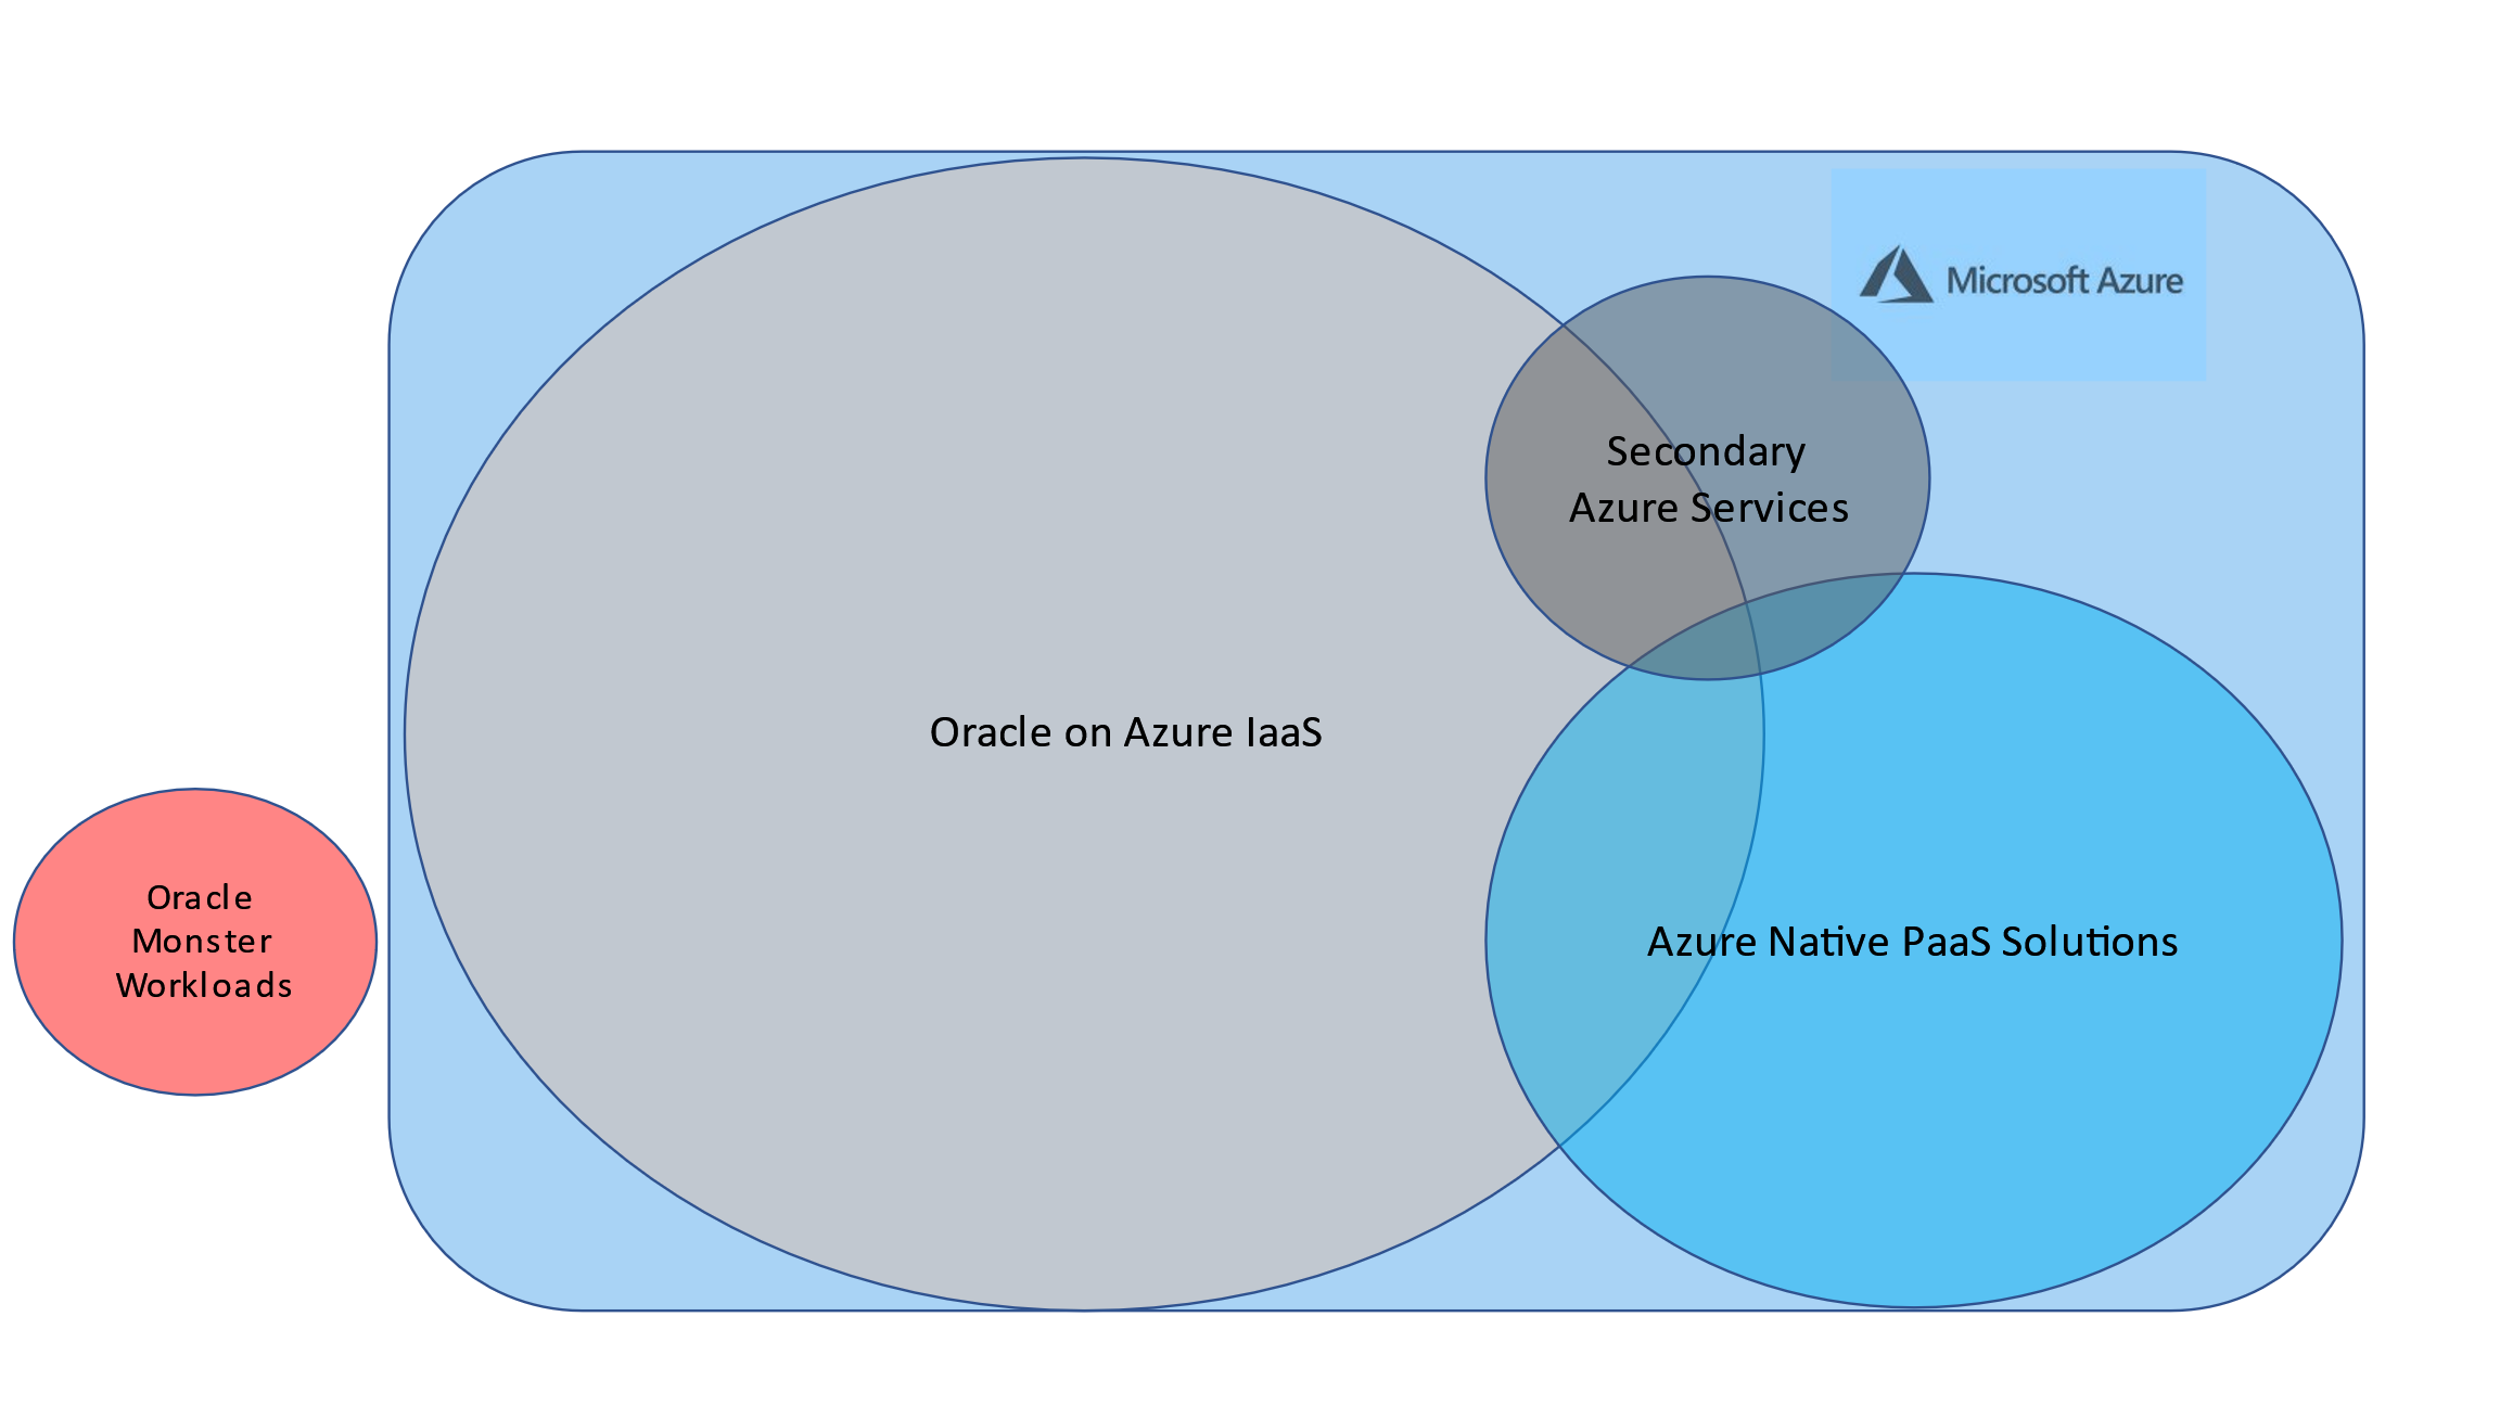 Microsoft Azure
Secondary
Azure Services
Oracle on Azure IaaS
Oracle
Monster
Workloads
Azure Native PaaS Solutions